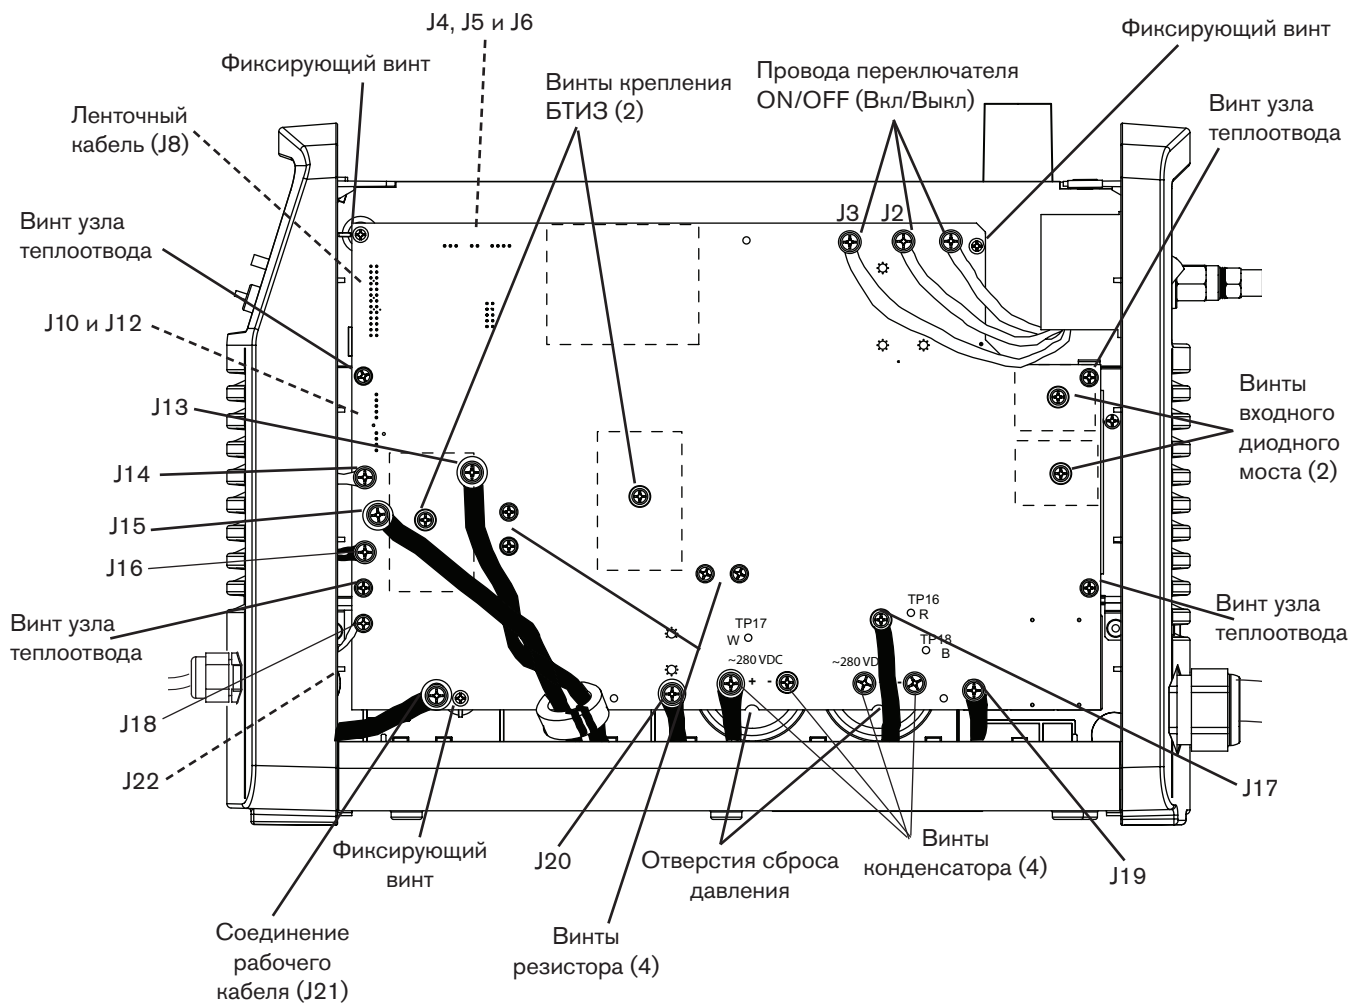 J4, J5 и J6
Фиксирующий винт
Фиксирующий винт
Винты крепления
БТИЗ (2)
Провода переключателя
ON/OFF (Вкл/Выкл)
Ленточный
кабель (J8)
Винт узла
теплоотвода
Винт узла
теплоотвода
J3
J2
J10 и J12
J13
Винты
входного
диодного
моста (2)
J14
J15
J16
Винт узла
теплоотвода
Винт узла
теплоотвода
TP16
R
TP17
W
TP18
B
~280 VDC
+ -
~280 VD
-
J18
J22
J17
Фиксирующий
винт
J20
Отверстия сброса
давления
Винты
конденсатора (4)
J19
Соединение
рабочего
кабеля (J21)
Винты
резистора (4)